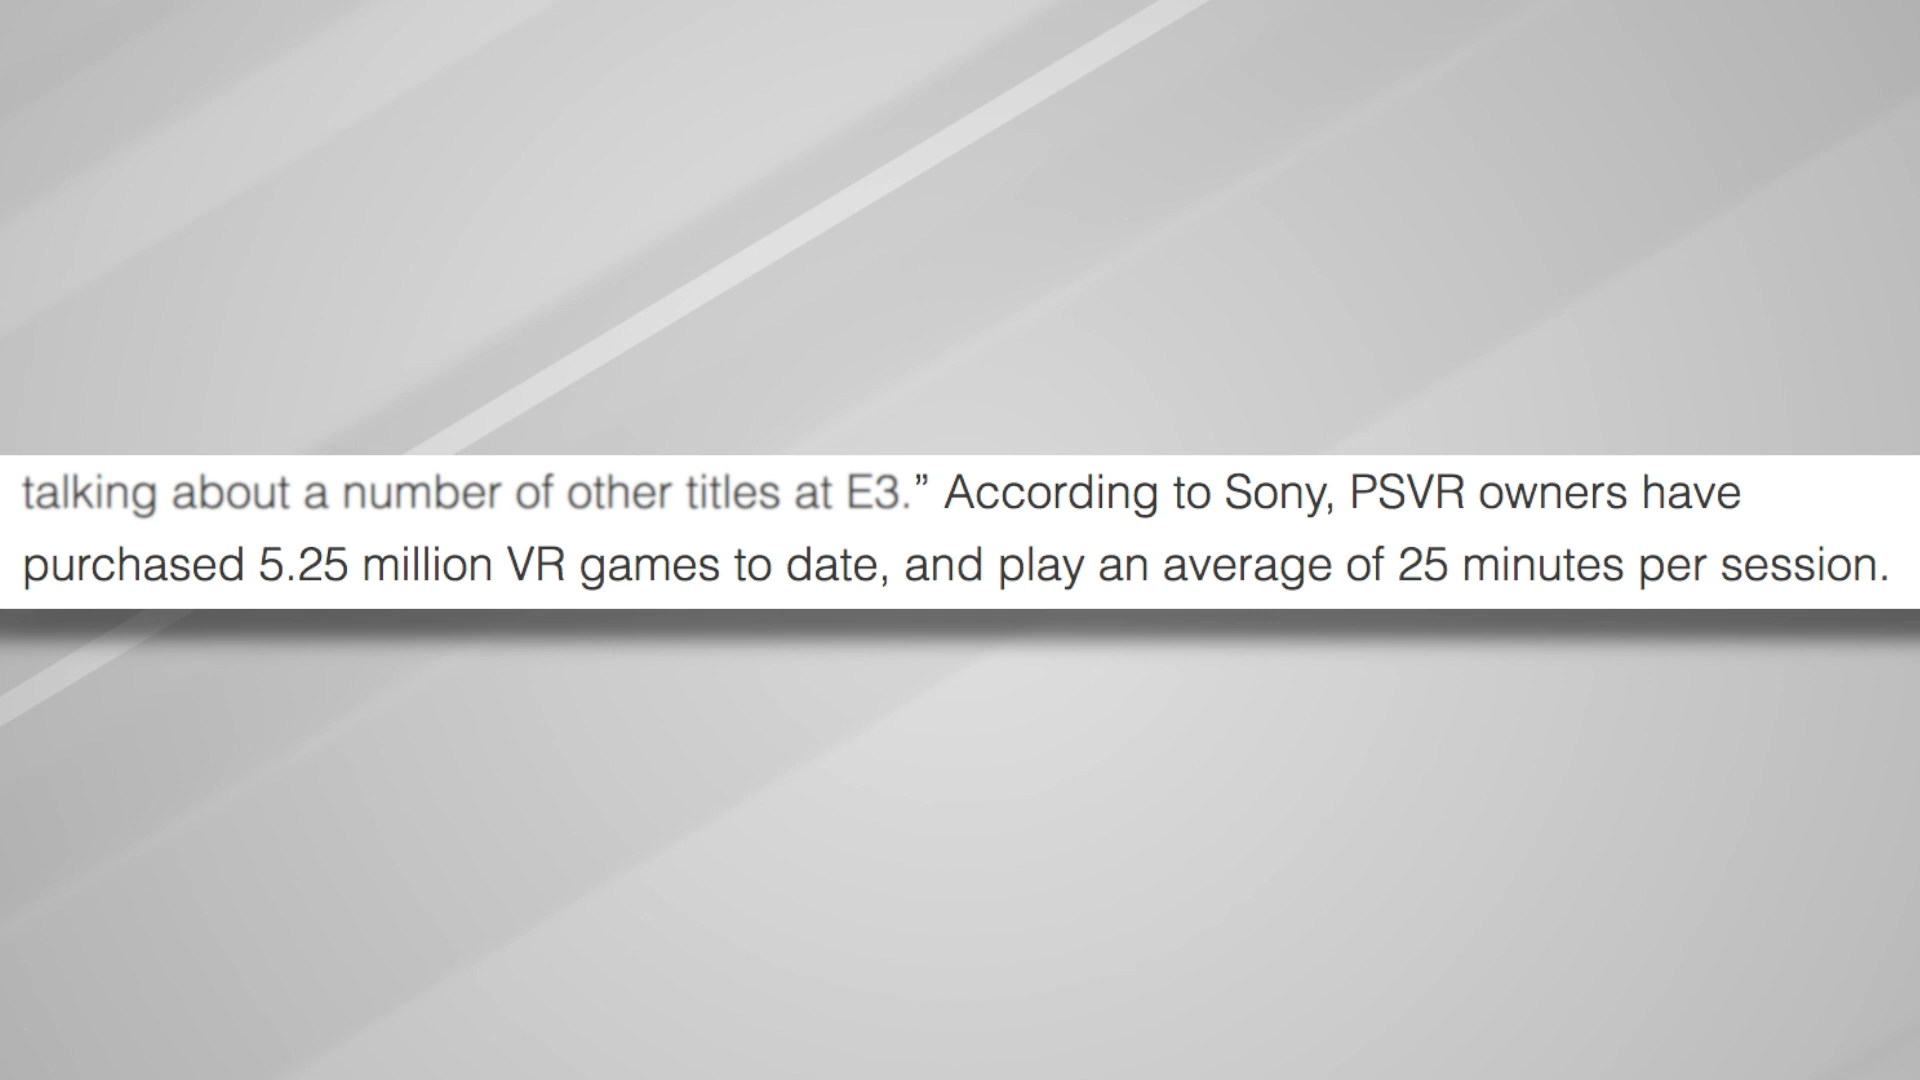 talking about a number of other titles at E3.” According to Sony, PSVR owners have
purchased 5.25 million VR games to date, and play an average of 25 minutes per session.